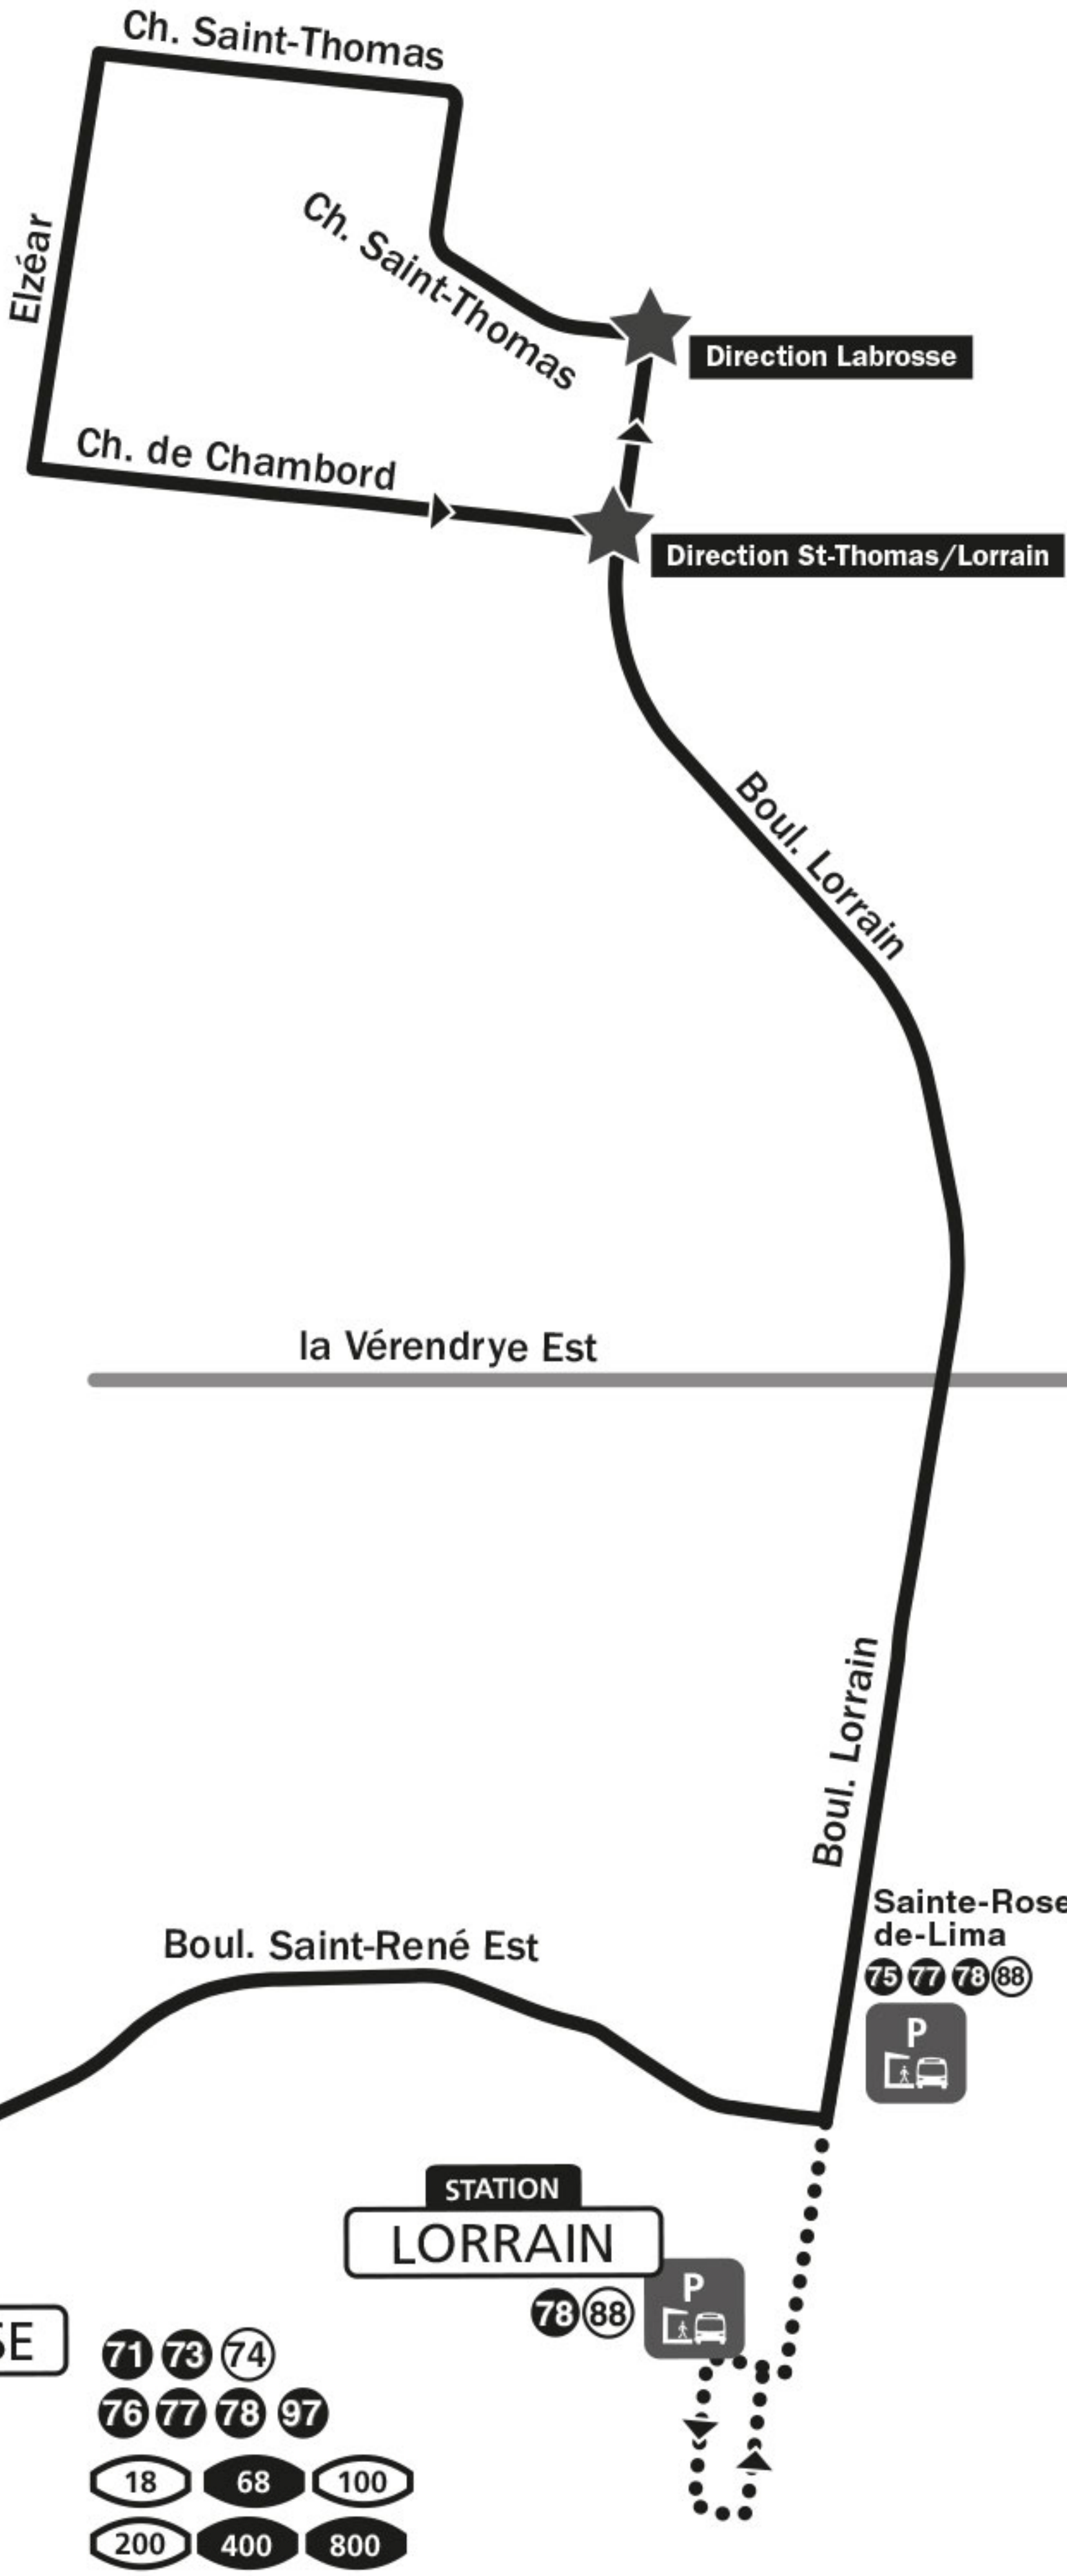 Ch. Saint-Thomas
Elzéar
Ch. Saint-Thomas
Direction Labrosse
Ch. de Chambord
Direction St-Thomas/Lorrain
Boul. Lorrain
la Vérendrye Est
Boul. Lorrain
Sainte-Rose
de-Lima
75 77 78 88
P
Boul. Saint-René Est
STATION
LORRAIN
78 88
P
SE
71 73 74
76 77 78 97
18 68 100
200 400 800